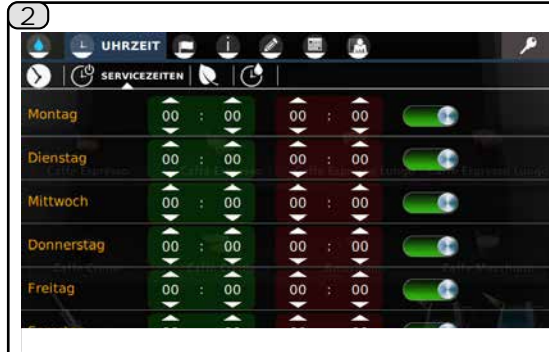 2
UHRZEIT
SERVICEZEITEN
Montag 00 : 00 00 : 00
Dienstag 00 : 00 00 : 00
Mittwoch 00 : 00 00 : 00
Donnerstag 00 : 00 00 : 00
Freitag 00 : 00 00 : 00